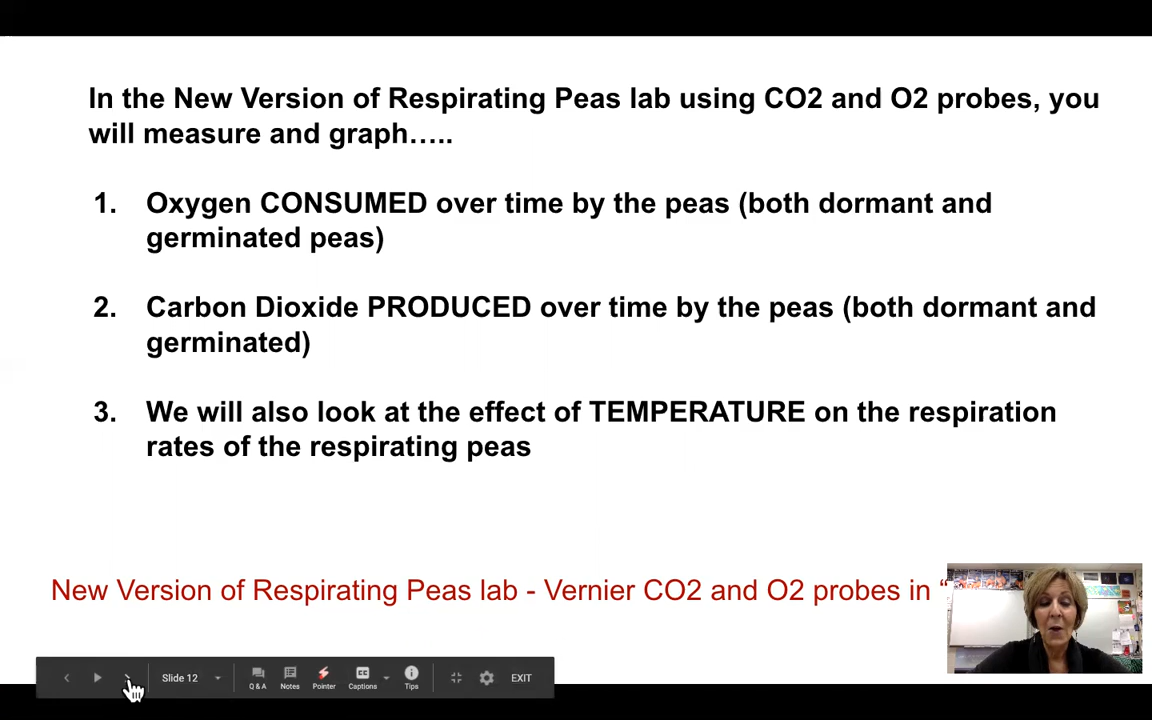 In the New Version of Respirating Peas lab using CO2 and O2 probes, you
will measure and graph…..
1. Oxygen CONSUMED over time by the peas (both dormant and
germinated peas)
2. Carbon Dioxide PRODUCED over time by the peas (both dormant and
germinated)
3. We will also look at the effect of TEMPERATURE on the respiration
rates of the respirating peas
New Version of Respirating Peas lab - Vernier CO2 and O2 probes in “
Slide 12
Q & A
Notes
Pointer
Captions
Tips
EXIT